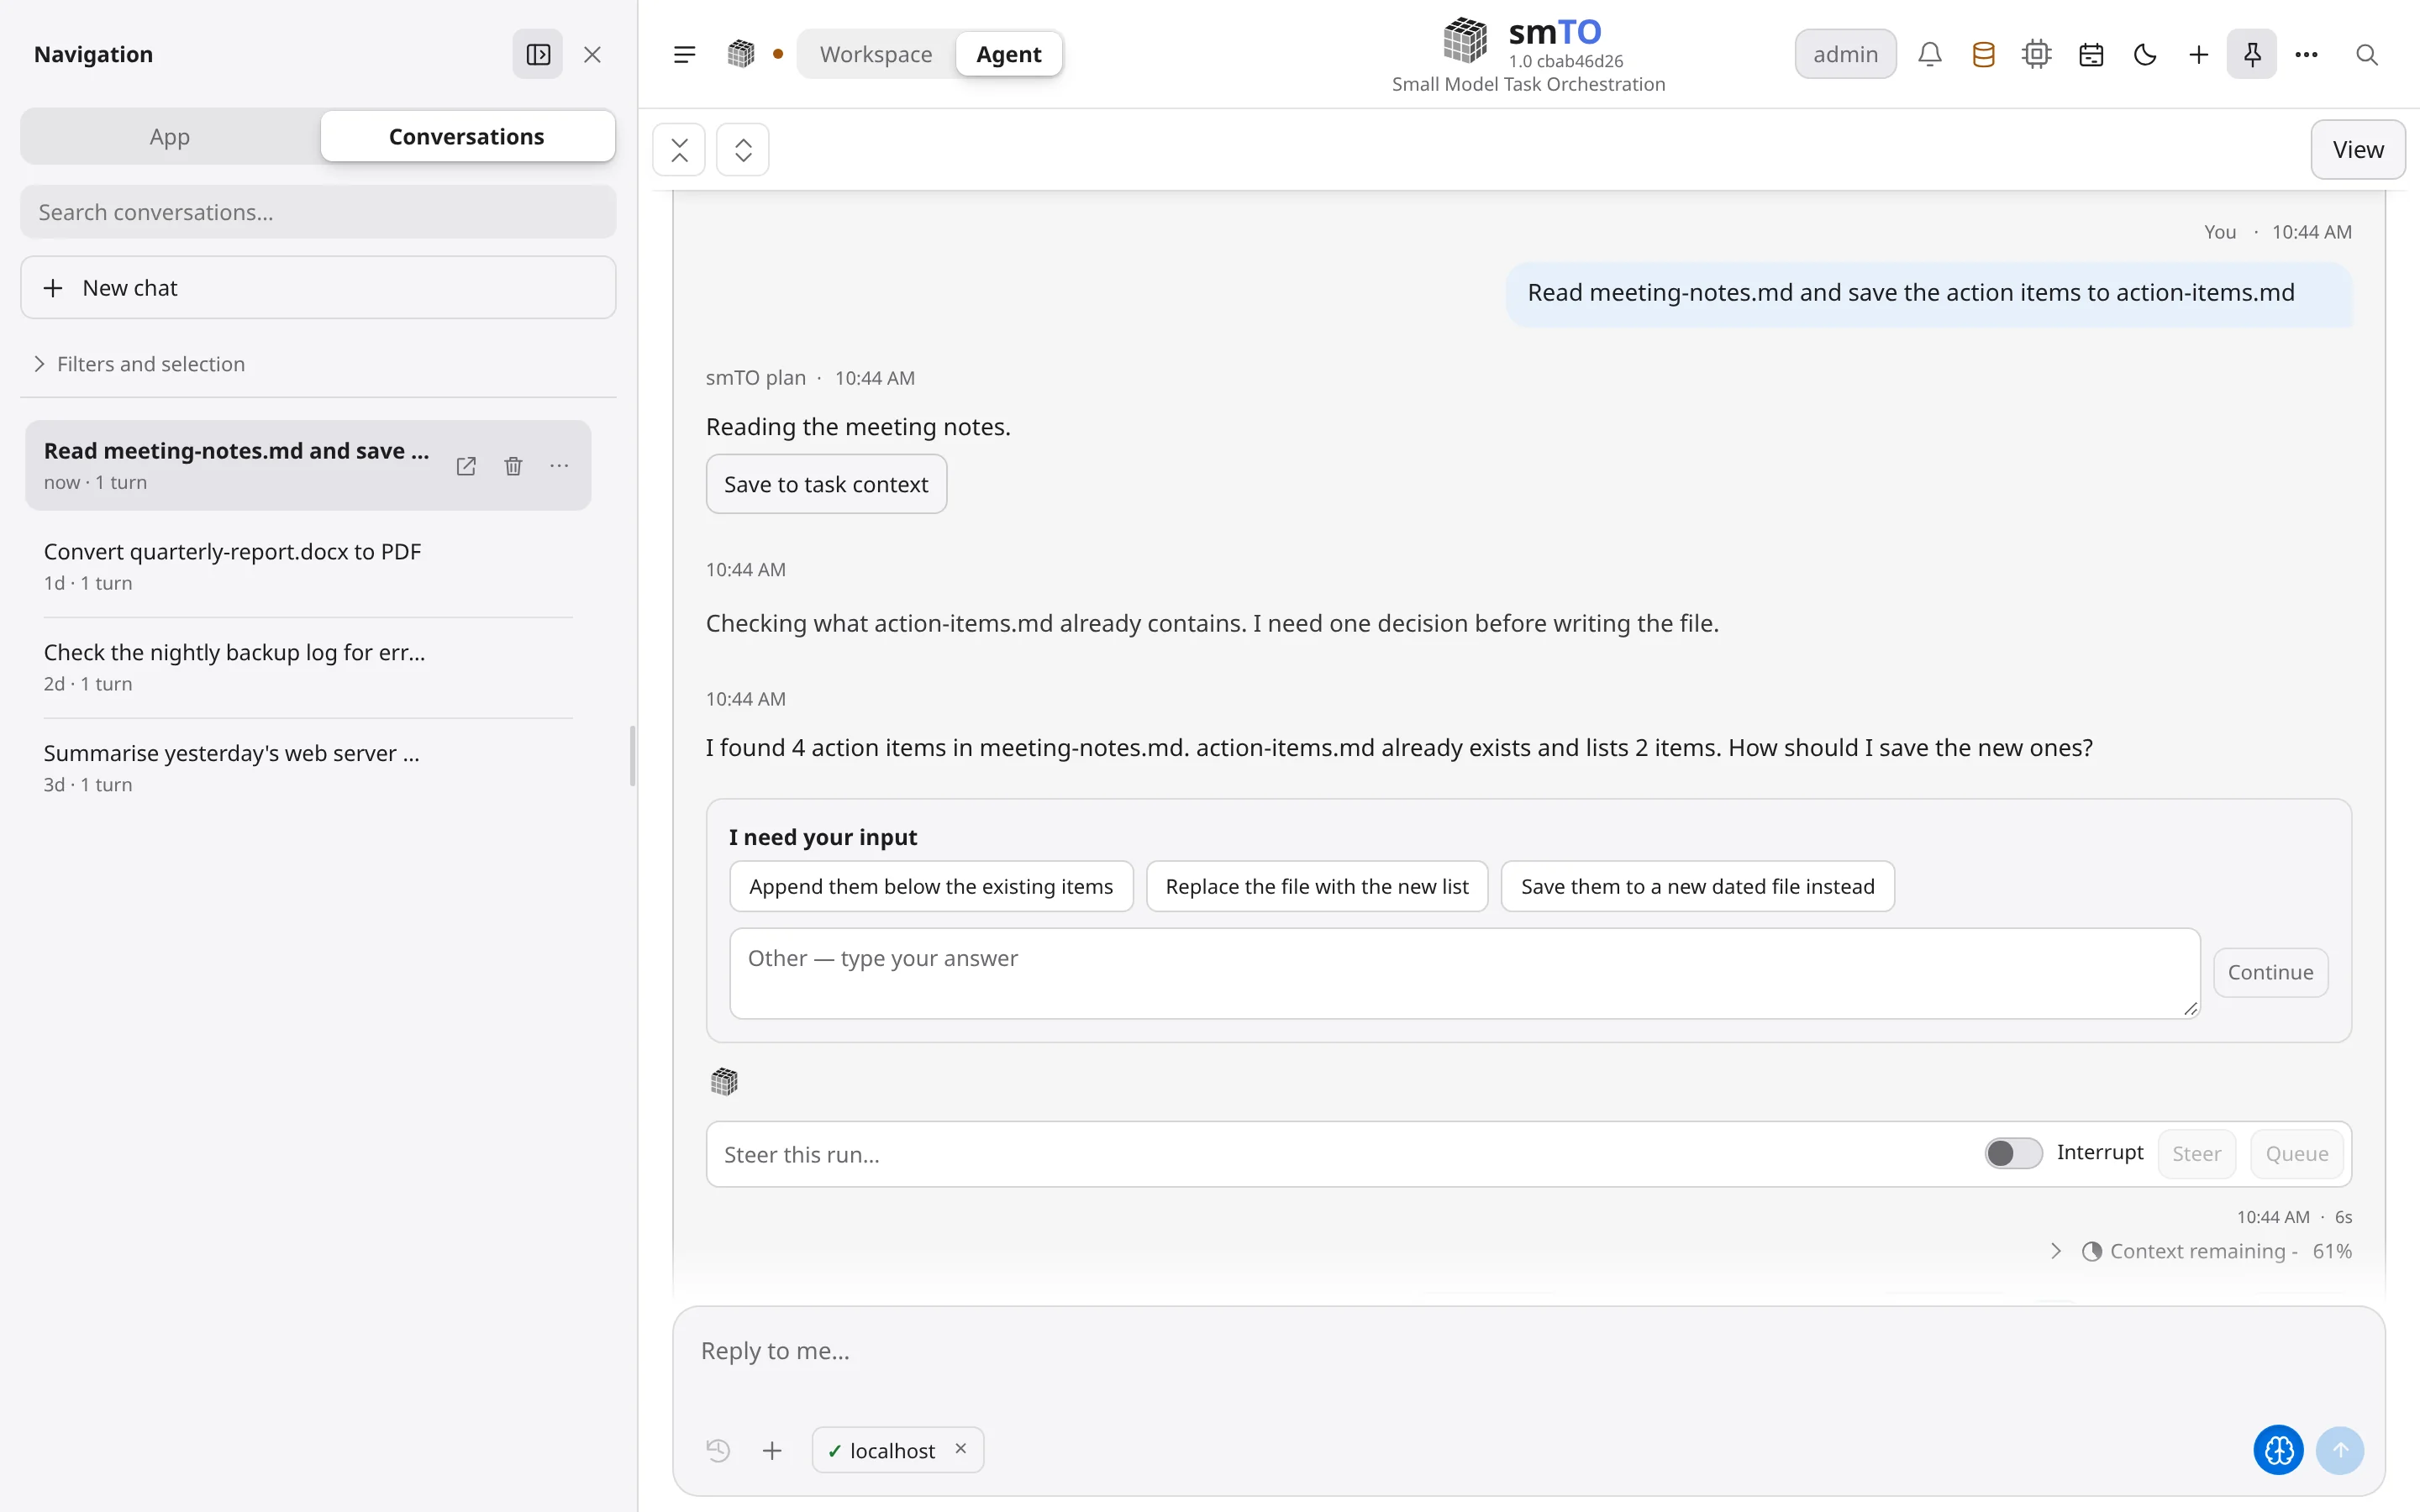 Navigation
App
Conversations
Search conversations...
New chat
Filters and selection
Read meeting-notes.md and save ...
now · 1 turn
Convert quarterly-report.docx to PDF
1d · 1 turn
Check the nightly backup log for err...
2d · 1 turn
Summarise yesterday's web server ...
3d · 1 turn
Workspace
Agent
smTO
1.0 cbab46d26
Small Model Task Orchestration
admin
View
You · 10:44 AM
Read meeting-notes.md and save the action items to action-items.md
smTO plan · 10:44 AM
Reading the meeting notes.
Save to task context
10:44 AM
Checking what action-items.md already contains. I need one decision before writing the file.
10:44 AM
I found 4 action items in meeting-notes.md. action-items.md already exists and lists 2 items. How should I save the new ones?
I need your input
Append them below the existing items
Replace the file with the new list
Save them to a new dated file instead
Other — type your answer
Continue
Steer this run...
Interrupt
Steer
Queue
10:44 AM · 6s
Context remaining - 61%
Reply to me...
✓ localhost ×